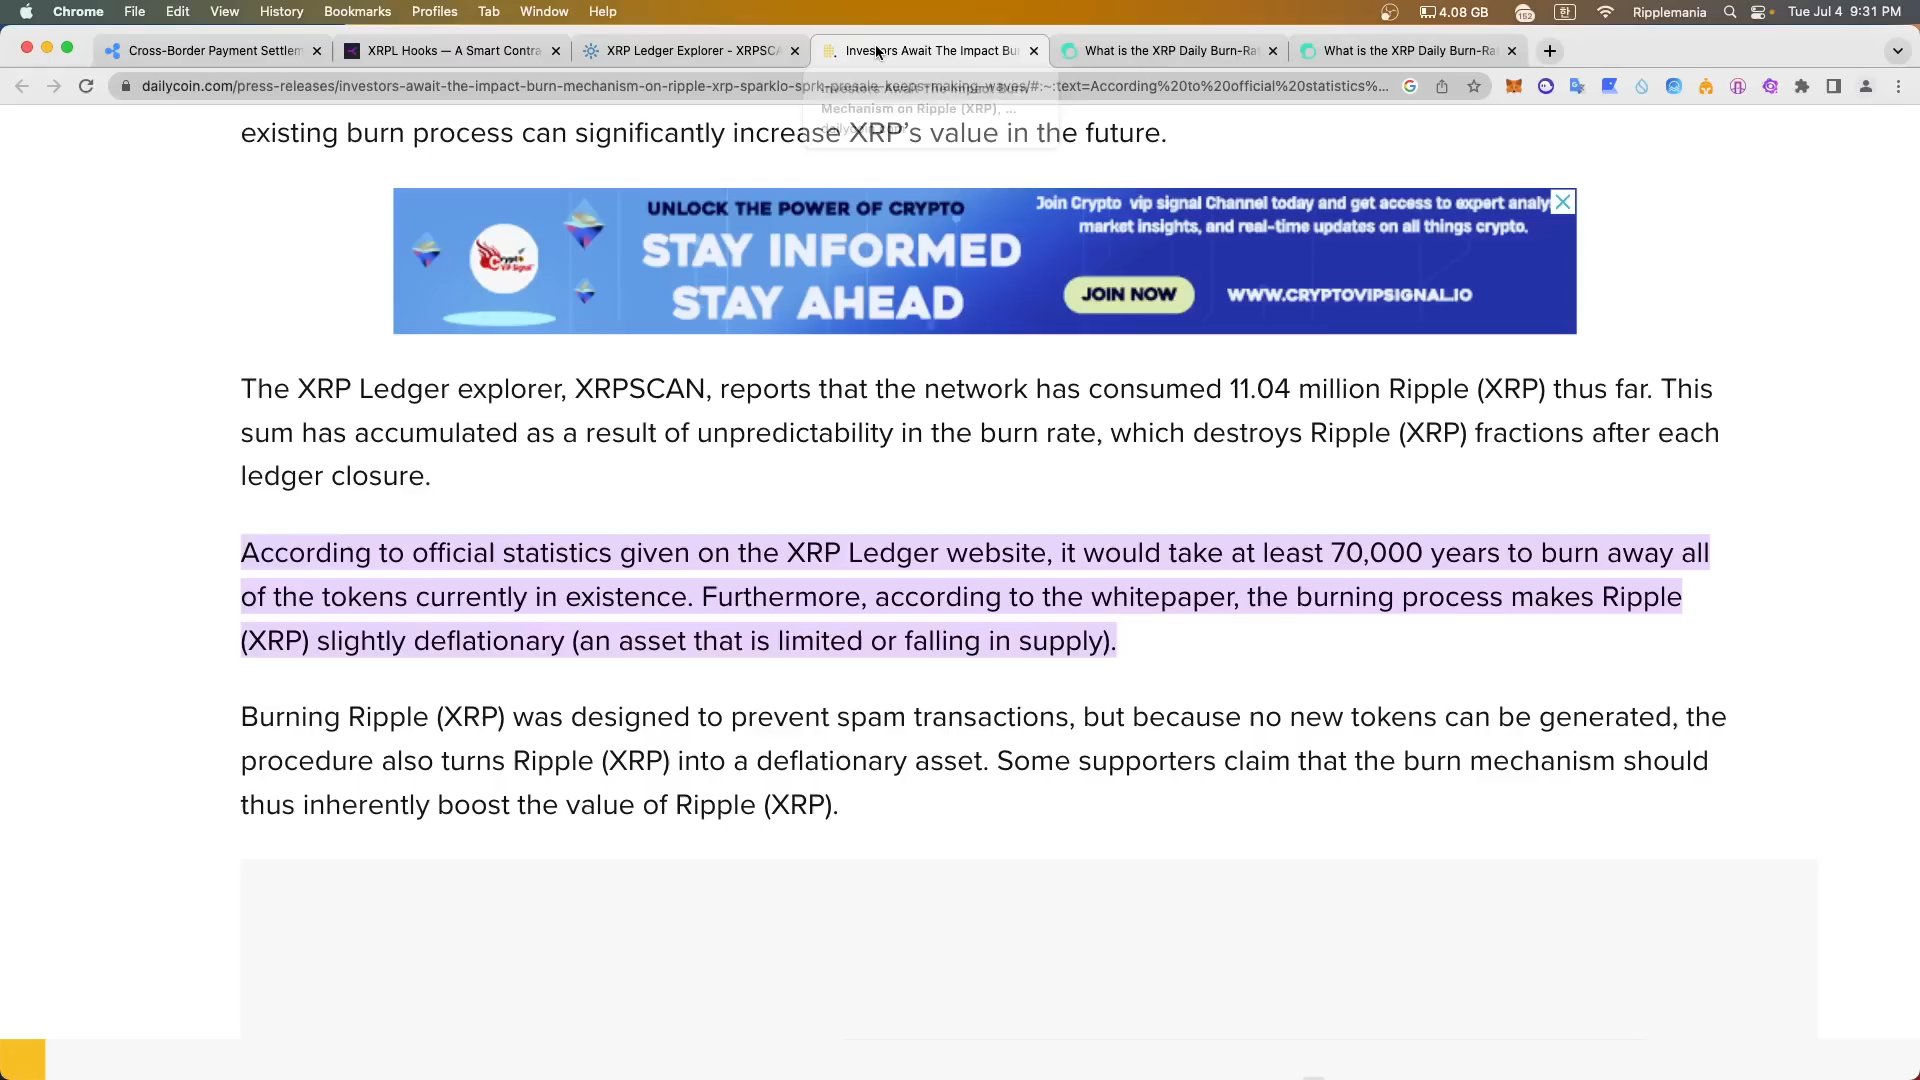 Chrome File Edit View History Bookmarks Profiles Tab Window Help 4.08 GB 152 한 Ripplemania Tue Jul 4 9:31 PM
Cross-Border Payment Settlem XRPL Hooks — A Smart Contra XRP Ledger Explorer - XRPSCA Investors Await The Impact Bu What is the XRP Daily Burn-Ra What is the XRP Daily Burn-Ra
dailycoin.com/press-releases/investors-await-the-impact-burn-mechanism-on-ripple-xrp-sparklo-sprk-presale-keeps-making-waves/#:~:text=According%20to%20official%20statistics%...
Mechanism on Ripple (XRP), ...
existing burn process can significantly increase XRP's value in the future.
UNLOCK THE POWER OF CRYPTO
STAY INFORMED
STAY AHEAD
Crypto
VIP Signal
Join Crypto vip signal Channel today and get access to expert analy
market insights, and real-time updates on all things crypto.
JOIN NOW WWW.CRYPTOVIPSIGNAL.IO
The XRP Ledger explorer, XRPSCAN, reports that the network has consumed 11.04 million Ripple (XRP) thus far. This
sum has accumulated as a result of unpredictability in the burn rate, which destroys Ripple (XRP) fractions after each
ledger closure.
According to official statistics given on the XRP Ledger website, it would take at least 70,000 years to burn away all
of the tokens currently in existence. Furthermore, according to the whitepaper, the burning process makes Ripple
(XRP) slightly deflationary (an asset that is limited or falling in supply).
Burning Ripple (XRP) was designed to prevent spam transactions, but because no new tokens can be generated, the
procedure also turns Ripple (XRP) into a deflationary asset. Some supporters claim that the burn mechanism should
thus inherently boost the value of Ripple (XRP).